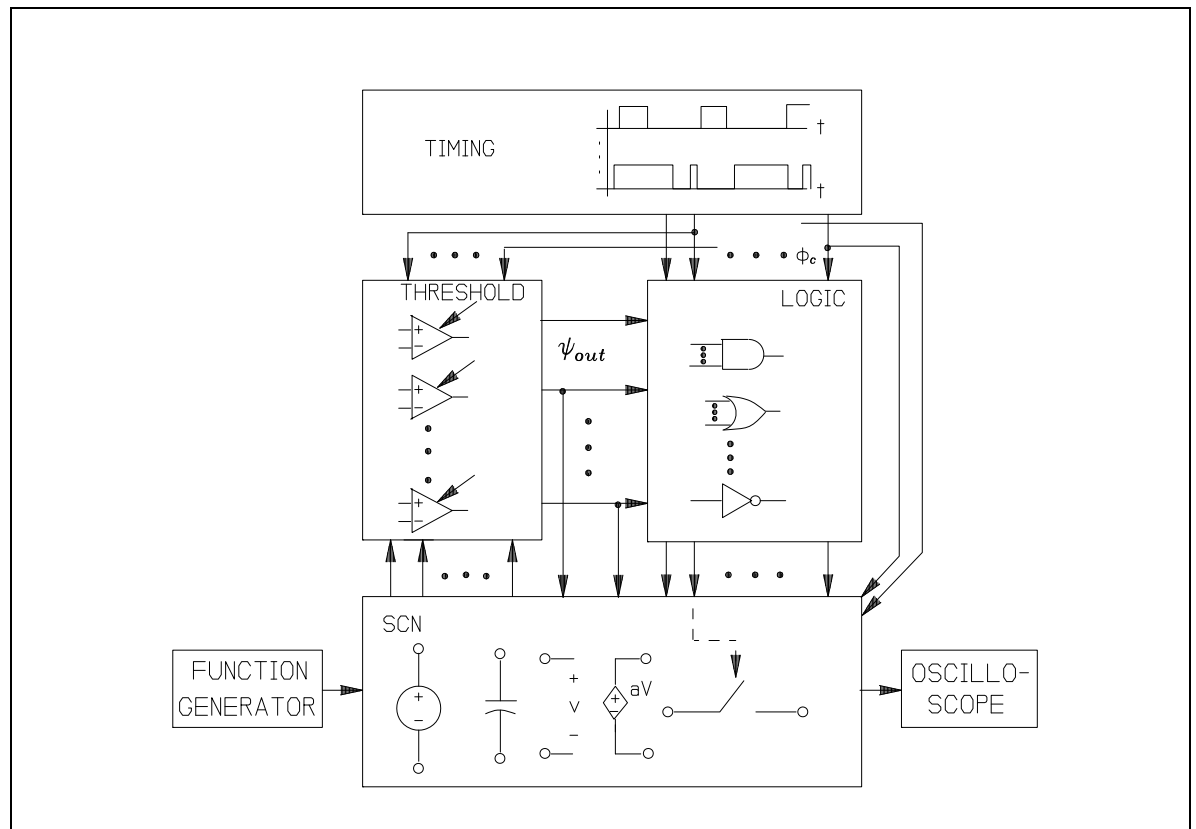 TIMING
t
t
ϕc
THRESHOLD
LOGIC
+
−
ψout
+
−
+
−
SCN
FUNCTION
GENERATOR
+
−
+
V
−
+
−
aV
OSCILLO-
SCOPE